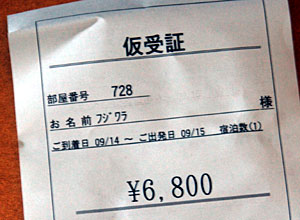 仮受証
部屋番号 728
お名前 フジワラ 様
ご到着日 09/14 ～ ご出発日 09/15 宿泊数(1)
¥6,800